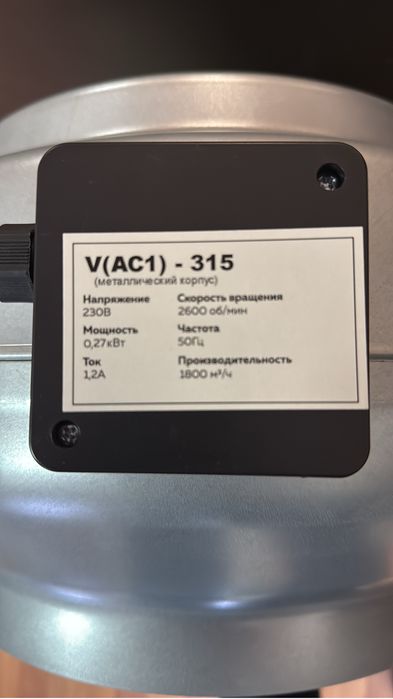 V(AC1) - 315
(металлический корпус)
Напряжение Скорость вращения
230В 2600 об/мин
Мощность Частота
0,27кВт 50Гц
Ток Производительность
1,2А 1800 м³/ч